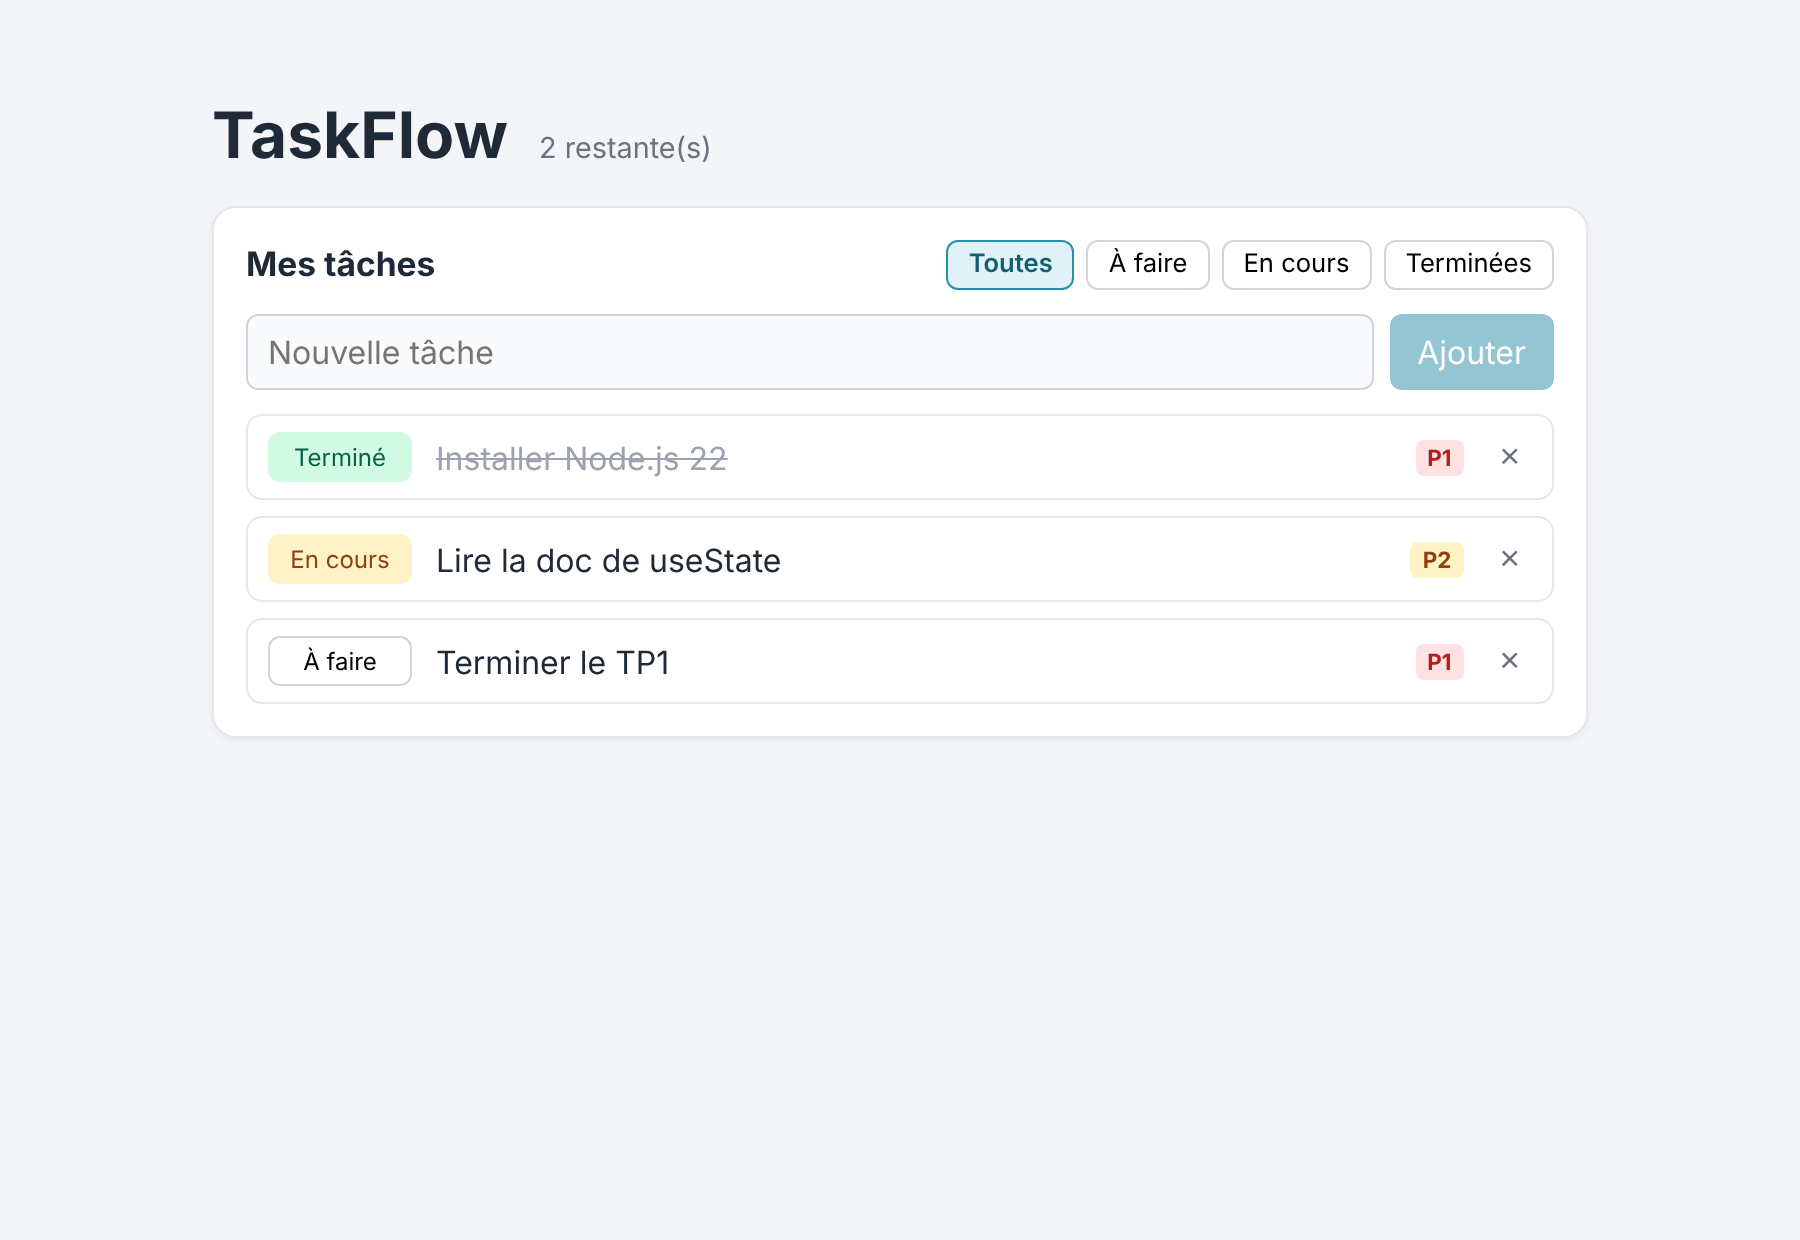 TaskFlow 2 restante(s)
Mes tâches Toutes À faire En cours Terminées
Nouvelle tâche Ajouter
Terminé Installer Node.js 22 P1 ✕
En cours Lire la doc de useState P2 ✕
À faire Terminer le TP1 P1 ✕